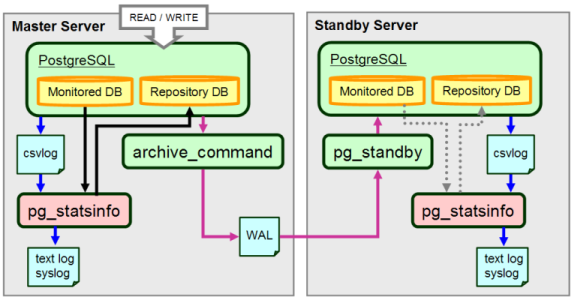 Master Server
READ / WRITE
PostgreSQL
Monitored DB
Repository DB
csvlog
archive_command
pg_statsinfo
text log
syslog
WAL
Standby Server
PostgreSQL
Monitored DB
Repository DB
pg_standby
csvlog
pg_statsinfo
text log
syslog